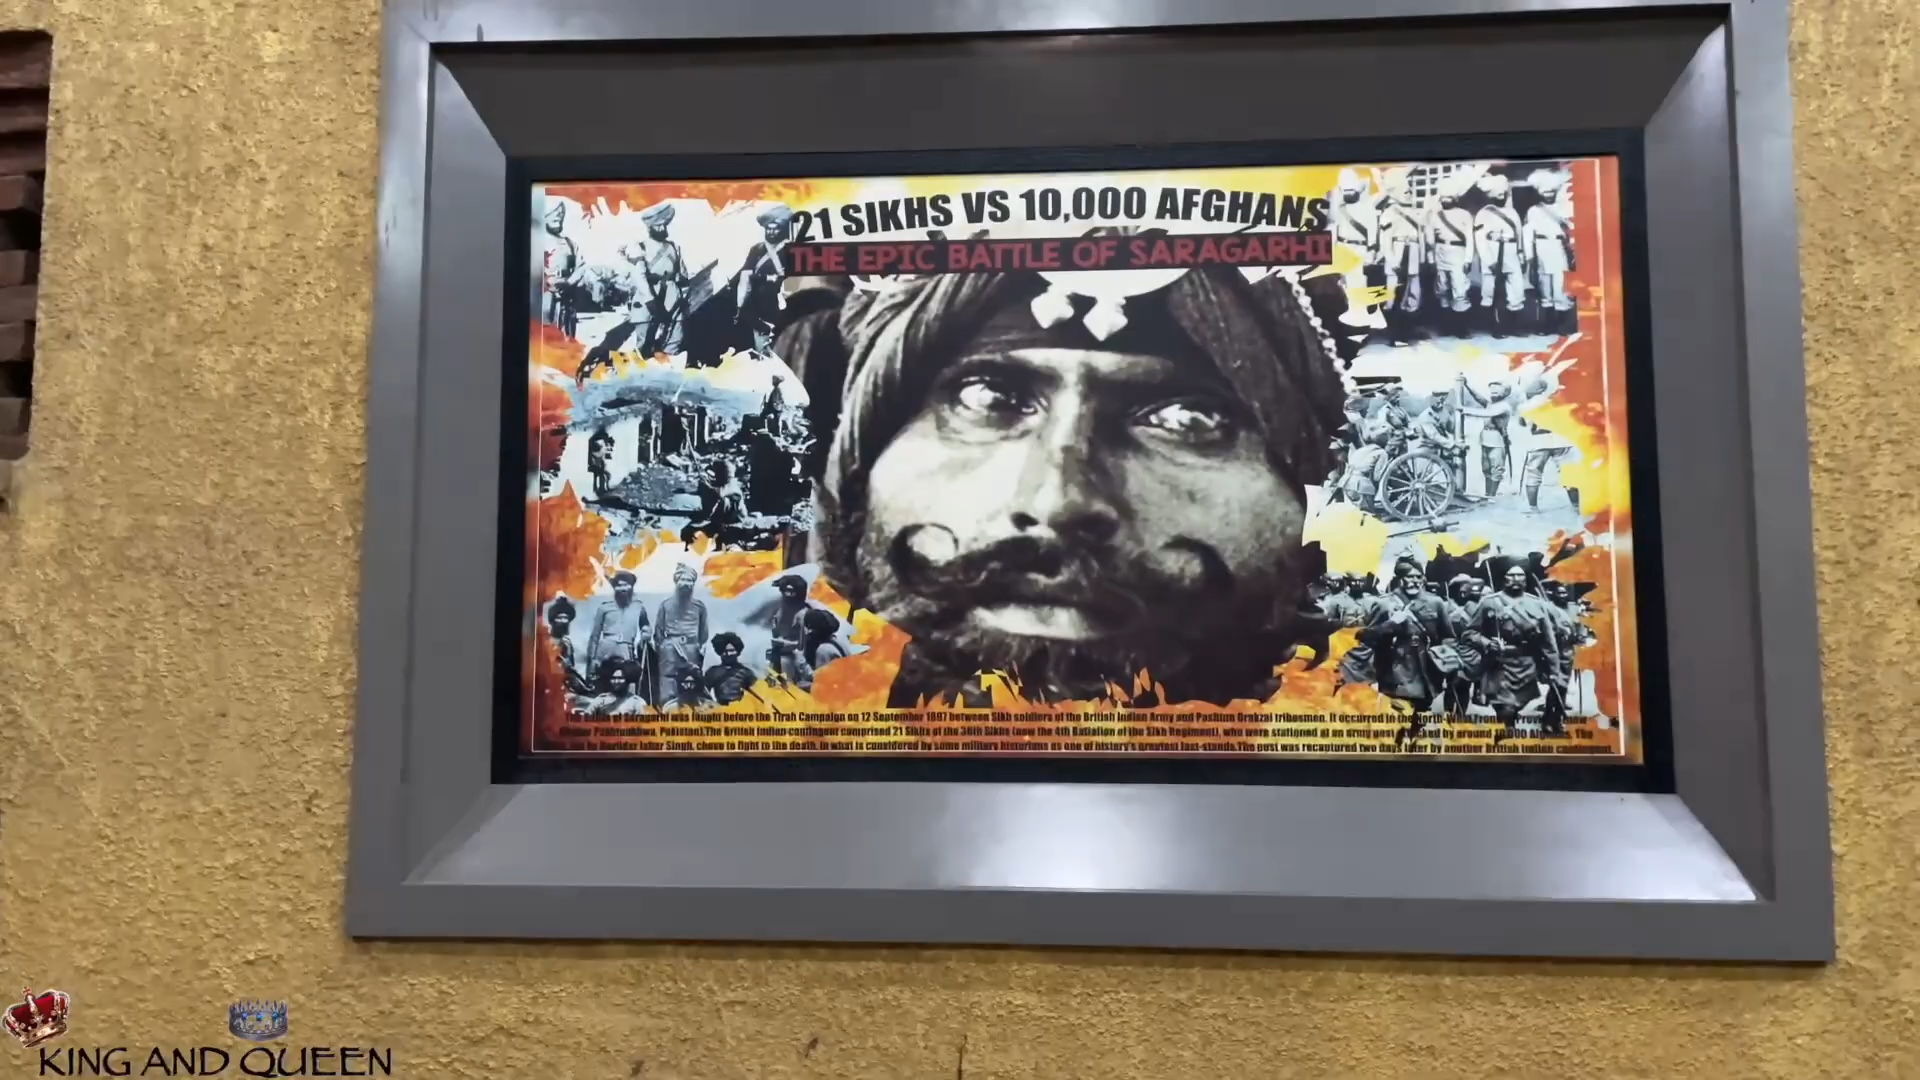 21 SIKHS VS 10,000 AFGHANS
THE EPIC BATTLE OF SARAGARHI
Saragarhi was fought before the Tirah Campaign on 12 September 1897 between Sikh soldiers of the British Indian Army and Pashtun Orakzai tribesmen. It occurred in the North-West
Pakhtunkhwa, Pakistan).The British Indian contingent comprised 21 Sikhs of the 36th Sikhs (now the 4th Battalion of the Sikh Regiment), who were stationed at an army post by around 10,000 The
by Havildar Ishar Singh, chose to fight to the death, in what is considered by some military historians as one of history's greatest last-stands.The post was recaptured two days later by another British Indian contingent.
KING AND QUEEN